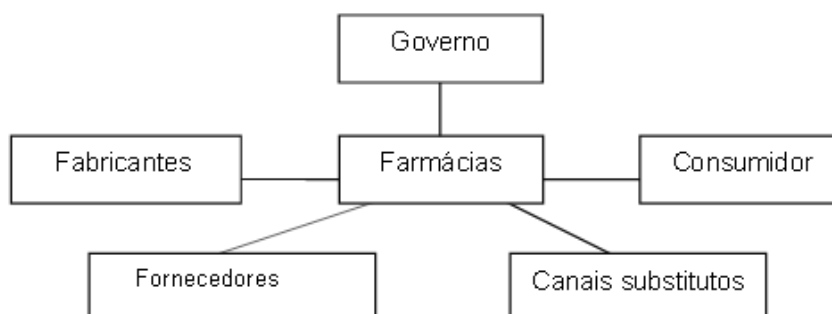 Governo
Fabricantes
Farmácias
Consumidor
Fornecedores
Canais substitutos